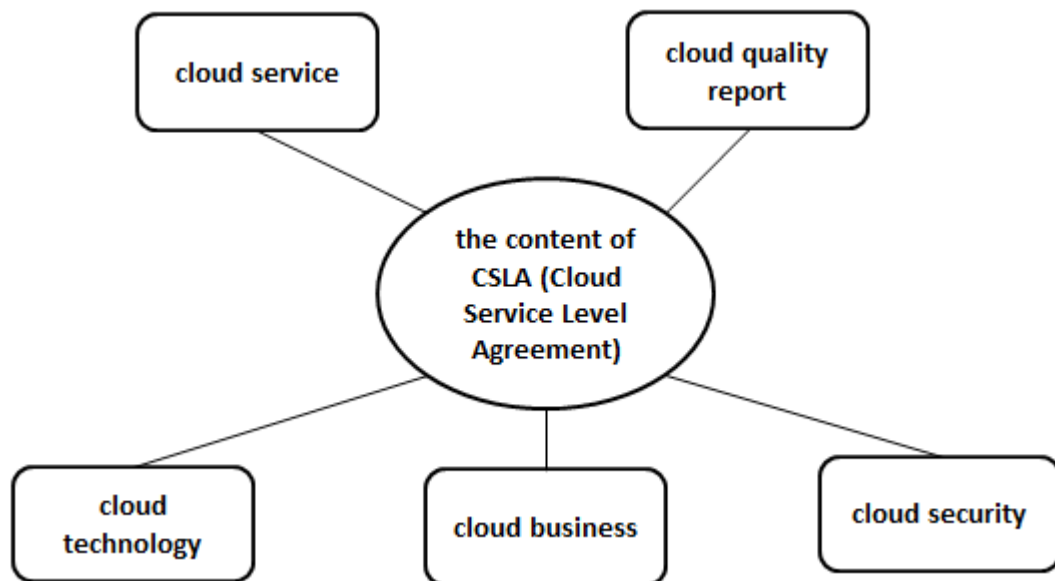 cloud service
cloud quality
report
the content of
CSLA (Cloud
Service Level
Agreement)
cloud
technology
cloud business
cloud security